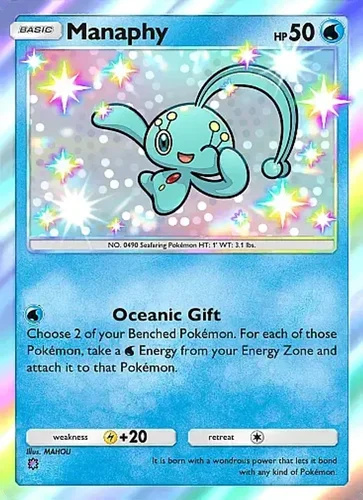 BASIC Manaphy HP 50
NO. 0490 Seafaring Pokémon HT: 1' WT: 3.1 lbs.
Oceanic Gift
Choose 2 of your Benched Pokémon. For each of those
Pokémon, take a Energy from your Energy Zone and
attach it to that Pokémon.
weakness +20 retreat
Illus. MAHOU
It is born with a wondrous power that lets it bond
with any kind of Pokémon.